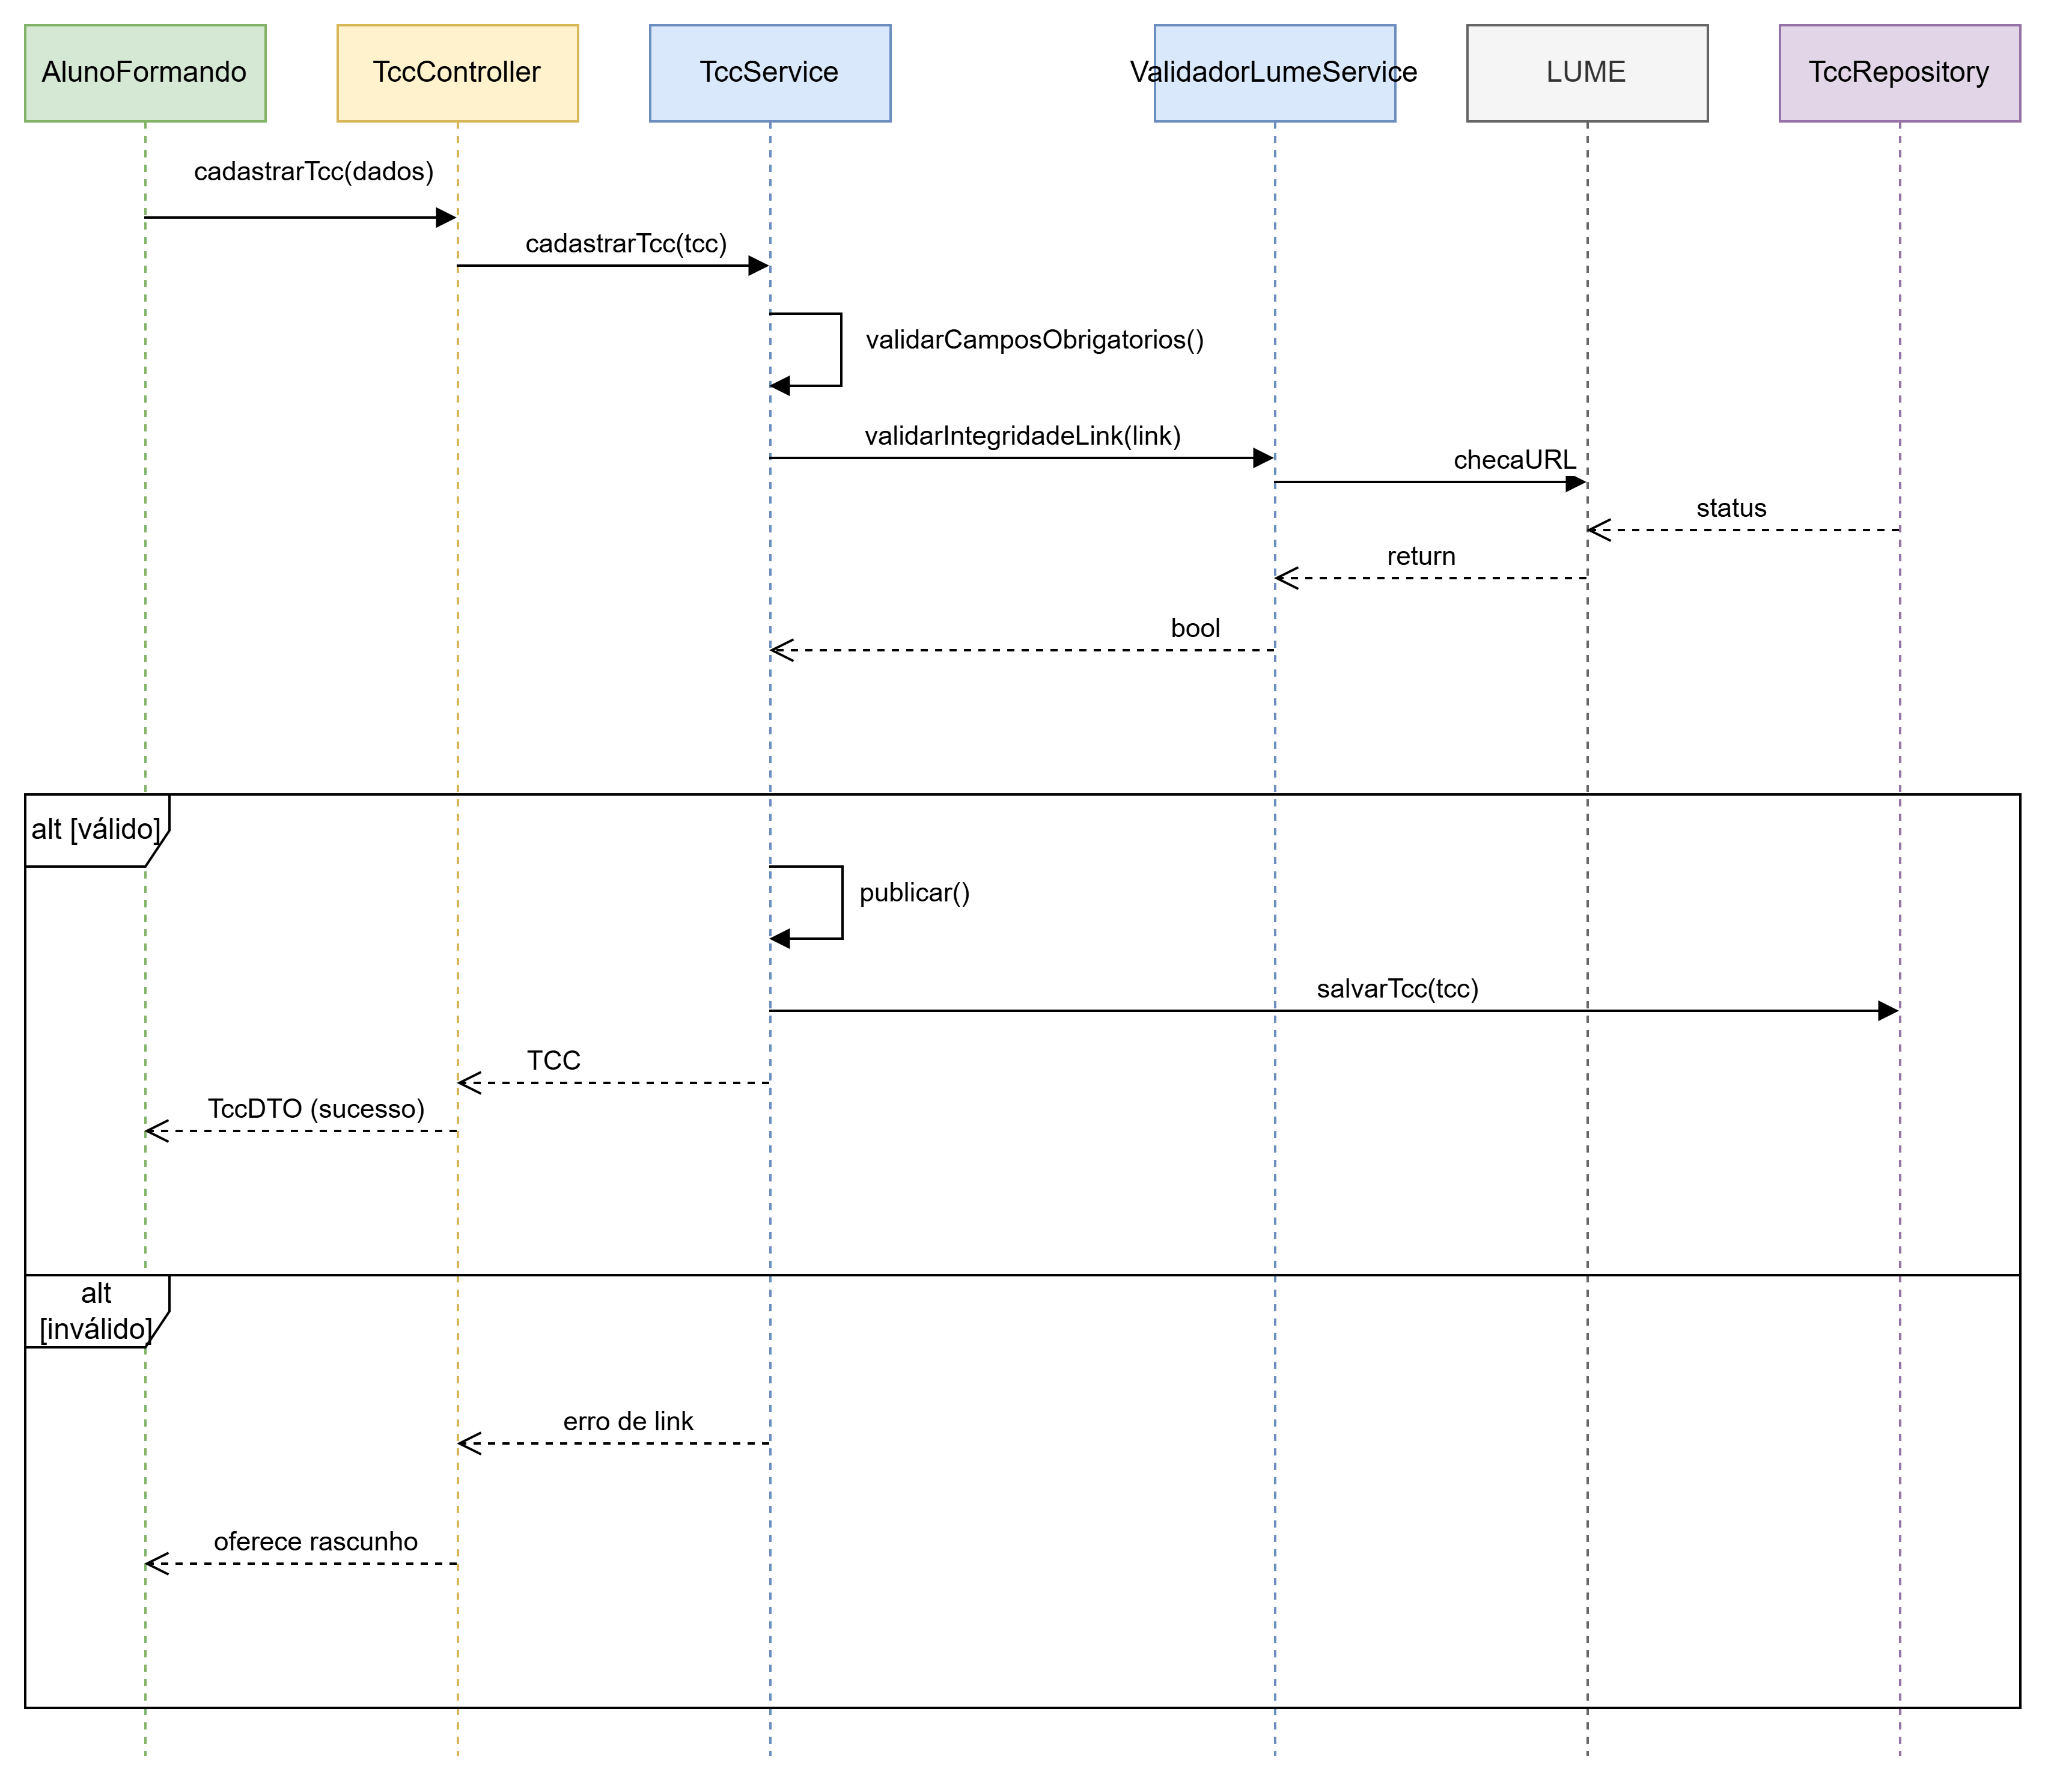 AlunoFormando
TccController
TccService
ValidadorLumeService
LUME
TccRepository
cadastrarTcc(dados)
cadastrarTcc(tcc)
validarCamposObrigatorios()
validarIntegridadeLink(link)
checaURL
status
return
bool
alt [válido]
publicar()
salvarTcc(tcc)
TCC
TccDTO (sucesso)
alt
[inválido]
erro de link
oferece rascunho